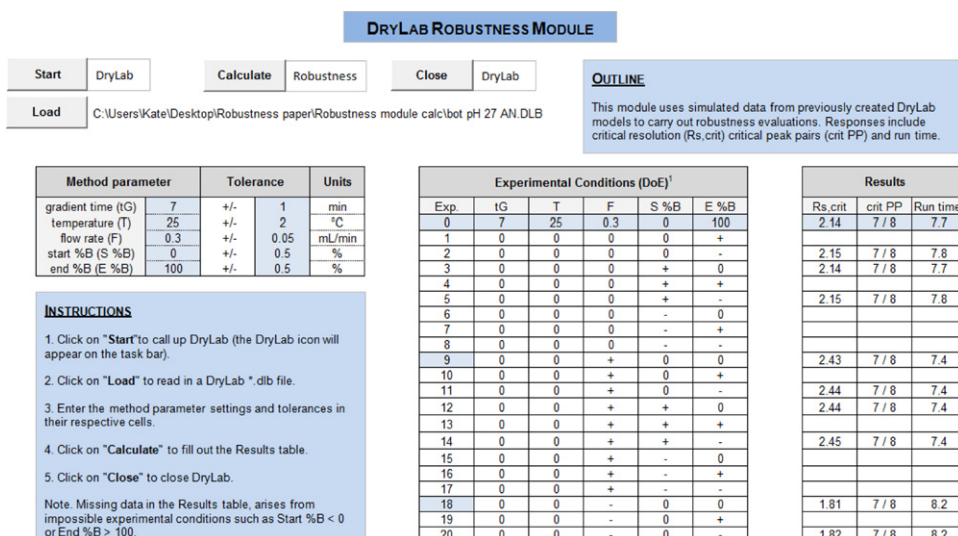 DRYLAB ROBUSTNESS MODULE
Start DryLab Calculate Robustness Close DryLab
Load C:\Users\Kate\Desktop\Robustness paper\Robustness module calc\bot pH 27 AN.DLB
OUTLINE
This module uses simulated data from previously created DryLab
models to carry out robustness evaluations. Responses include
critical resolution (Rs,crit) critical peak pairs (crit PP) and run time.
Method parameter Tolerance Units
gradient time (tG) 7 +/- 1 min
temperature (T) 25 +/- 2 °C
flow rate (F) 0.3 +/- 0.05 mL/min
start %B (S %B) 0 +/- 0.5 %
end %B (E %B) 100 +/- 0.5 %
INSTRUCTIONS
1. Click on "Start"to call up DryLab (the DryLab icon will
appear on the task bar).
2. Click on "Load" to read in a DryLab *.dlb file.
3. Enter the method parameter settings and tolerances in
their respective cells.
4. Click on "Calculate" to fill out the Results table.
5. Click on "Close" to close DryLab.
Note. Missing data in the Results table, arises from
impossible experimental conditions such as Start %B < 0
or End %B > 100.
Experimental Conditions (DoE)1 Results
Exp. tG T F S %B E %B Rs,crit crit PP Run time
0 7 25 0.3 0 100 2.14 7 / 8 7.7
1 0 0 0 0 +
2 0 0 0 0 - 2.15 7 / 8 7.8
3 0 0 0 + 0 2.14 7 / 8 7.7
4 0 0 0 + +
5 0 0 0 + - 2.15 7 / 8 7.8
6 0 0 0 - 0
7 0 0 0 - +
8 0 0 0 - -
9 0 0 + 0 0 2.43 7 / 8 7.4
10 0 0 + 0 +
11 0 0 + 0 - 2.44 7 / 8 7.4
12 0 0 + + 0 2.44 7 / 8 7.4
13 0 0 + + +
14 0 0 + + - 2.45 7 / 8 7.4
15 0 0 + - 0
16 0 0 + - +
17 0 0 + - -
18 0 0 - 0 0 1.81 7 / 8 8.2
19 0 0 - 0 +
20 0 0 - 0 - 1.82 7 / 8 8.2